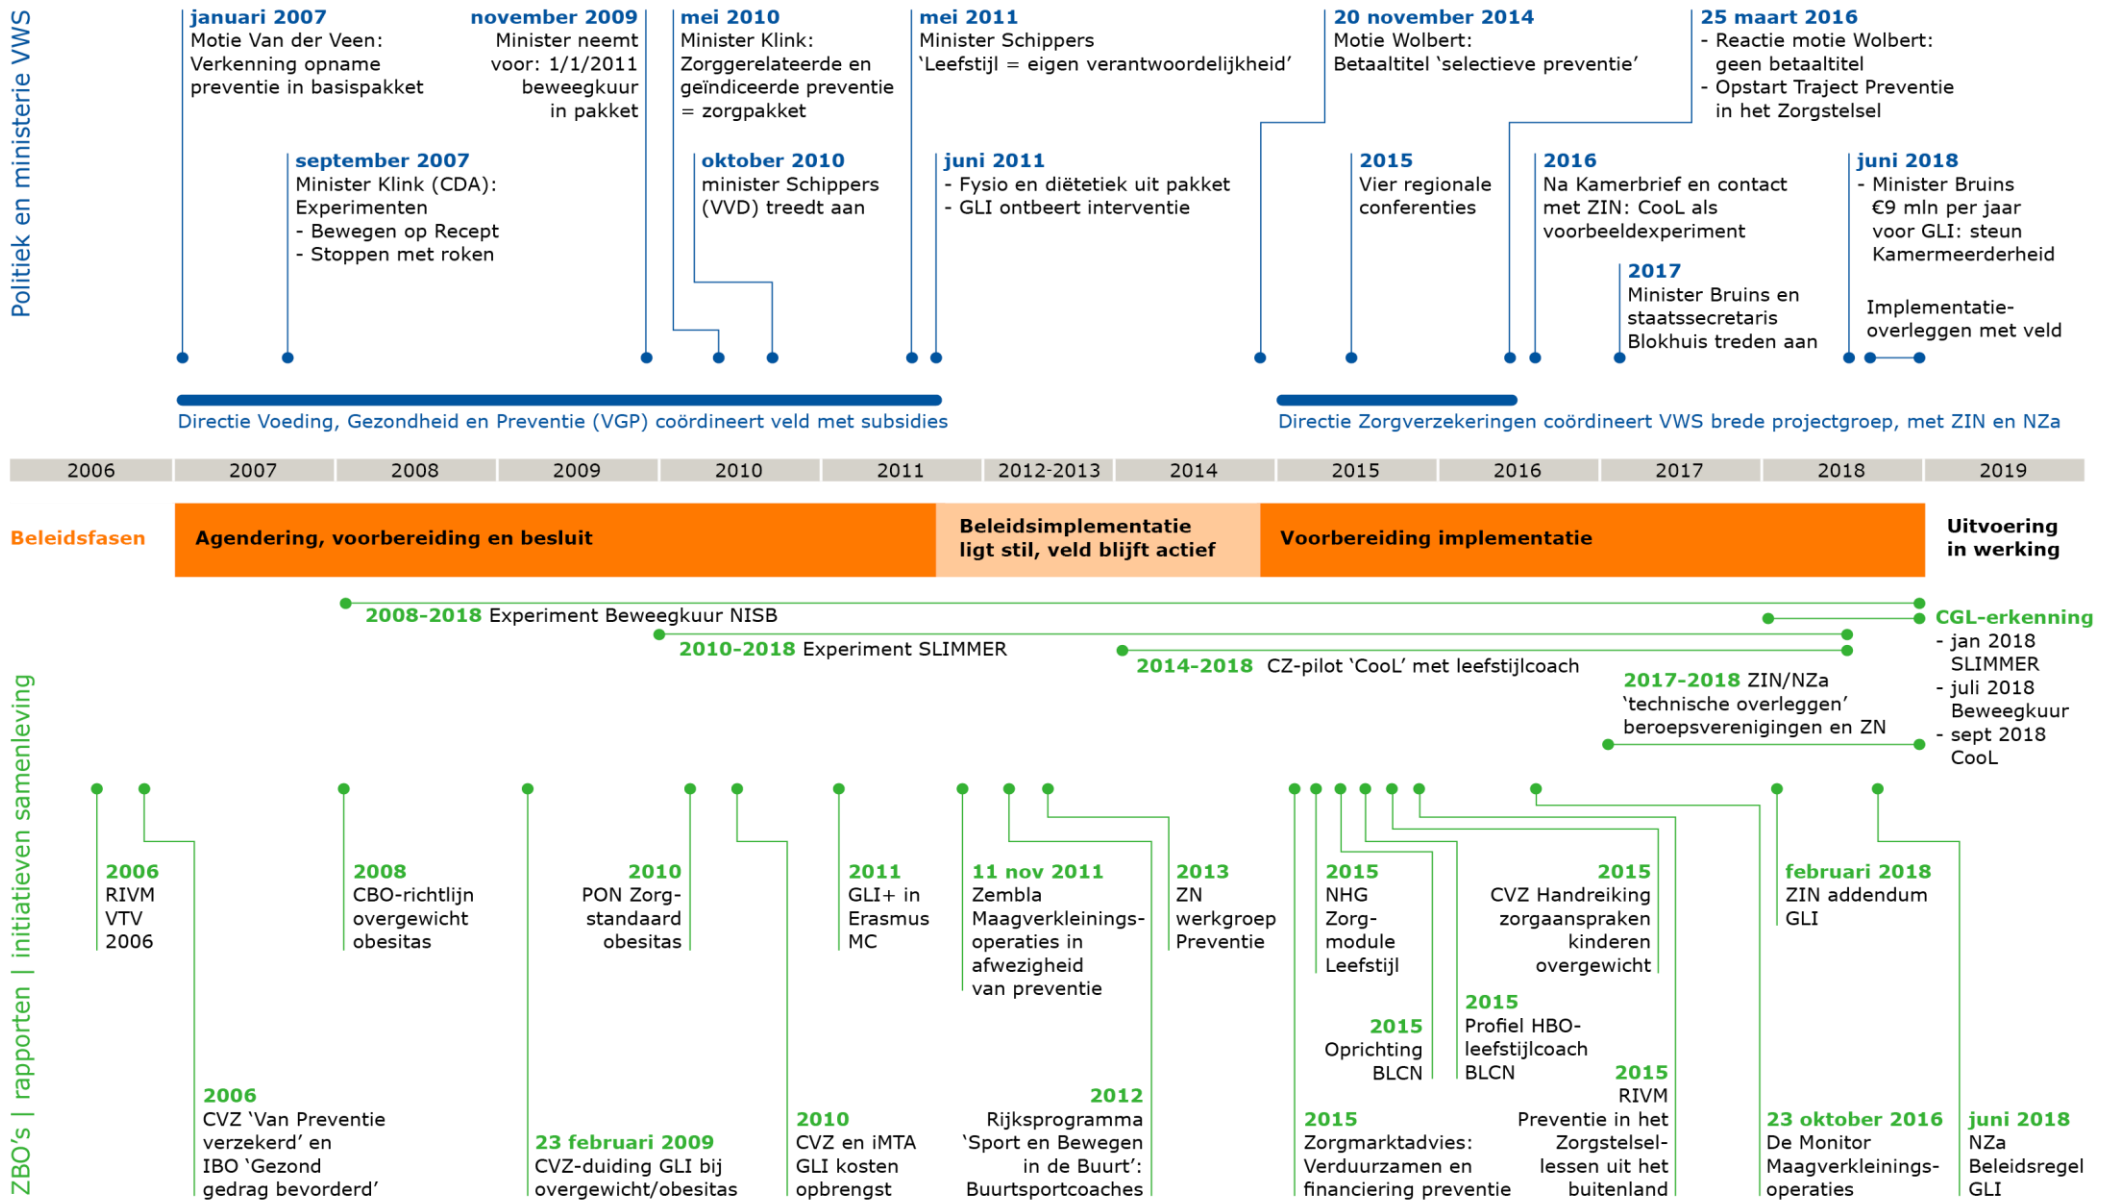 Politiek en ministerie VWS
januari 2007
Motie Van der Veen:
Verkenning opname
preventie in basispakket
november 2009
Minister neemt
voor: 1/1/2011
beweegkuur
in pakket
mei 2010
Minister Klink:
Zorggerelateerde en
geïndiceerde preventie
= zorgpakket
mei 2011
Minister Schippers
‘Leefstijl = eigen verantwoordelijkheid’
20 november 2014
Motie Wolbert:
Betaaltitel ‘selectieve preventie’
25 maart 2016
- Reactie motie Wolbert:
geen betaaltitel
- Opstart Traject Preventie
in het Zorgstelsel
september 2007
Minister Klink (CDA):
Experimenten
- Bewegen op Recept
- Stoppen met roken
oktober 2010
minister Schippers
(VVD) treedt aan
juni 2011
- Fysio en diëtetiek uit pakket
- GLI ontbeert interventie
2015
Vier regionale
conferenties
2016
Na Kamerbrief en contact
met ZIN: CooL als
voorbeeldexperiment
2017
Minister Bruins en
staatssecretaris
Blokhuis treden aan
juni 2018
- Minister Bruins
€9 mln per jaar
voor GLI: steun
Kamermeerderheid
Implementatie-
overleggen met veld
Directie Voeding, Gezondheid en Preventie (VGP) coördineert veld met subsidies
Directie Zorgverzekeringen coördineert VWS brede projectgroep, met ZIN en NZa
2006 2007 2008 2009 2010 2011 2012-2013 2014 2015 2016 2017 2018 2019
Beleidsfasen
Agendering, voorbereiding en besluit
Beleidsimplementatie
ligt stil, veld blijft actief
Voorbereiding implementatie
Uitvoering
in werking
ZBO’s | rapporten | initiatieven samenleving
2008-2018 Experiment Beweegkuur NISB
2010-2018 Experiment SLIMMER
2014-2018 CZ-pilot ‘CooL’ met leefstijlcoach
2017-2018 ZIN/NZa
‘technische overleggen’
beroepsverenigingen en ZN
CGL-erkenning
- jan 2018
SLIMMER
- juli 2018
Beweegkuur
- sept 2018
CooL
2006
RIVM
VTV
2006
2006
CVZ ‘Van Preventie
verzekerd’ en
IBO ‘Gezond
gedrag bevorderd’
2008
CBO-richtlijn
overgewicht
obesitas
23 februari 2009
CVZ-duiding GLI bij
overgewicht/obesitas
2010
PON Zorg-
standaard
obesitas
2010
CVZ en iMTA
GLI kosten
opbrengst
2011
GLI+ in
Erasmus
MC
11 nov 2011
Zembla
Maagverkleinings-
operaties in
afwezigheid
van preventie
2012
Rijksprogramma
‘Sport en Bewegen
in de Buurt’:
Buurtsportcoaches
2013
ZN
werkgroep
Preventie
2015
Zorgmarktadvies:
Verduurzamen en
financiering preventie
2015
NHG
Zorg-
module
Leefstijl
2015
Oprichting
BLCN
2015
Profiel HBO-
leefstijlcoach
BLCN
2015
CVZ Handreiking
zorgaanspraken
kinderen
overgewicht
2015
RIVM
Preventie in het
Zorgstelsel-
lessen uit het
buitenland
23 oktober 2016
De Monitor
Maagverkleinings-
operaties
februari 2018
ZIN addendum
GLI
juni 2018
NZa
Beleidsregel
GLI